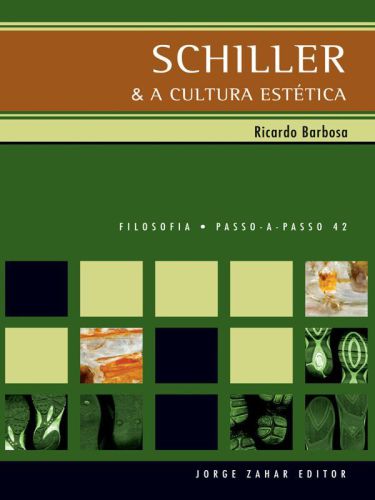 SCHILLER
& A CULTURA ESTÉTICA
Ricardo Barbosa
FILOSOFIA • PASSO-A-PASSO 42
JORGE ZAHAR EDITOR